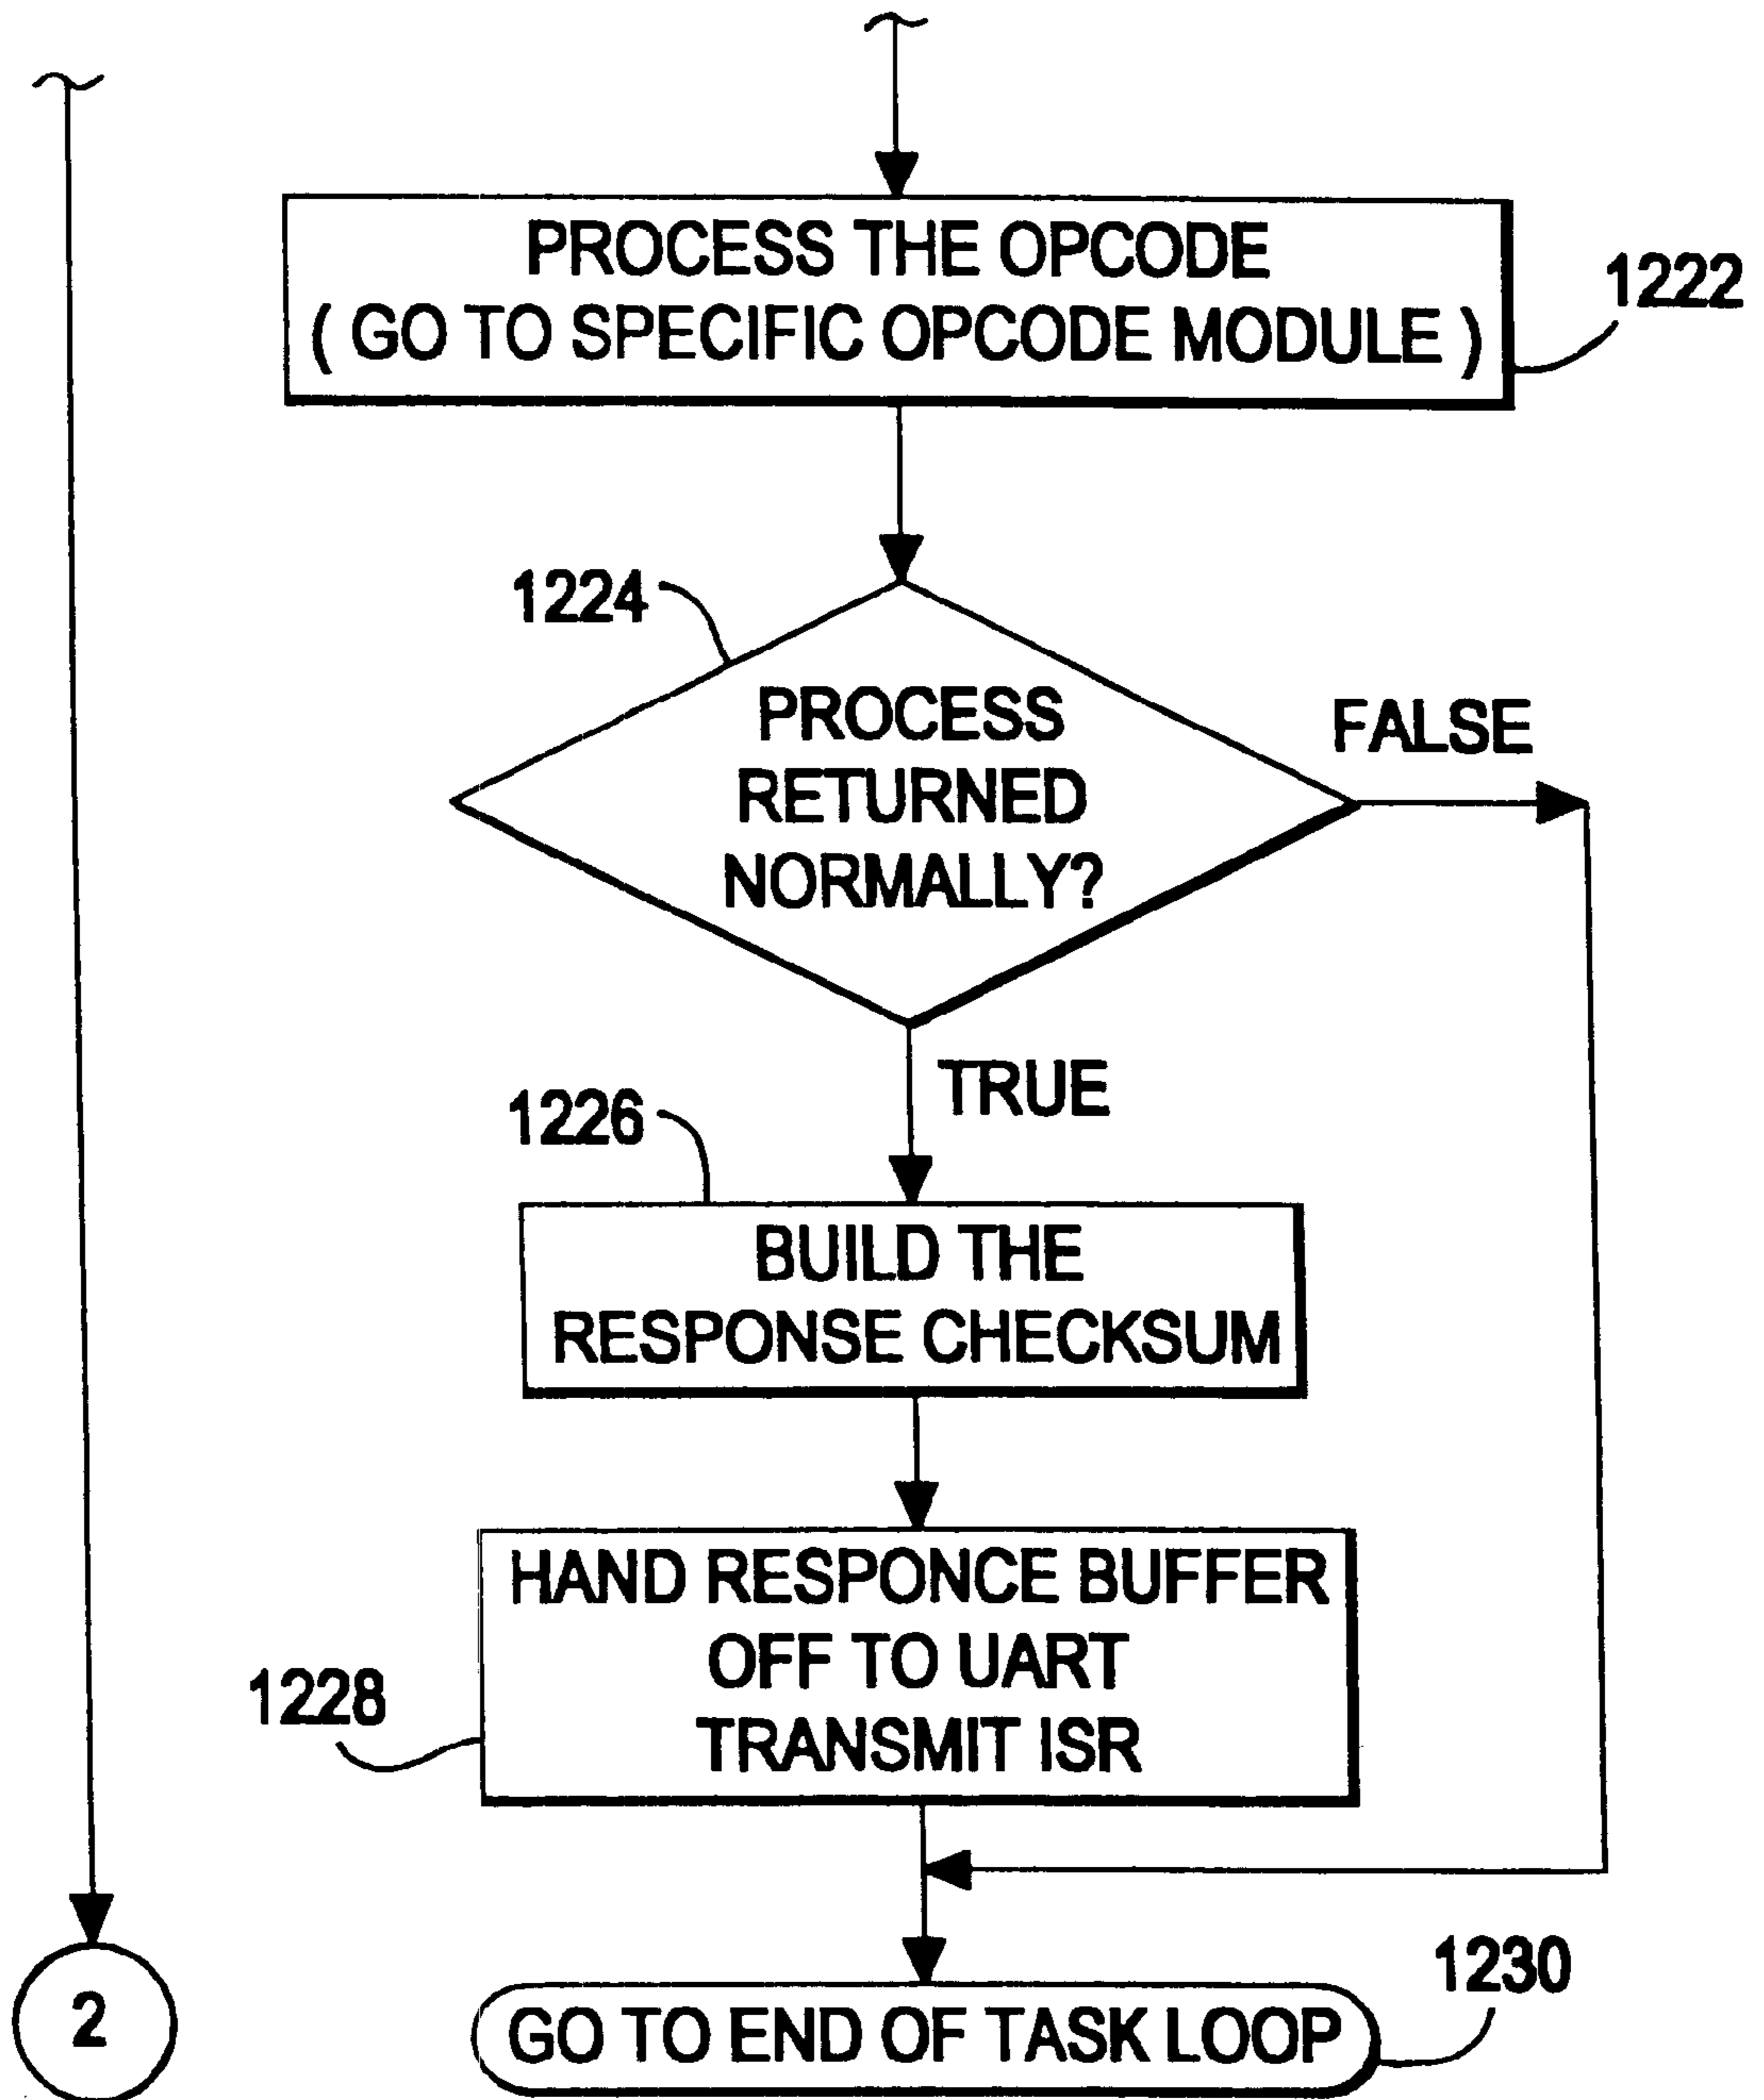 PROCESS THE OPCODE
( GO TO SPECIFIC OPCODE MODULE )
1222
1224
PROCESS
RETURNED
NORMALLY?
FALSE
TRUE
1226
BUILD THE
RESPONSE CHECKSUM
HAND RESPONCE BUFFER
OFF TO UART
TRANSMIT ISR
1228
2
GO TO END OF TASK LOOP
1230